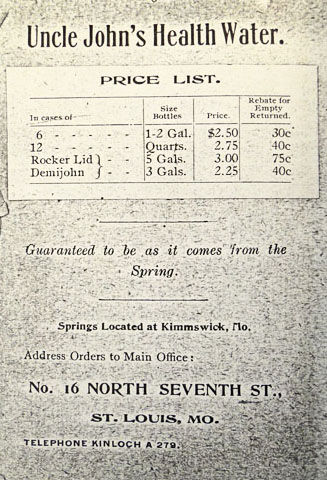 Uncle John's Health Water.
PRICE LIST.
In cases of Size Bottles Price. Rebate for Empty Returned.
6 - - - - - 1-2 Gal. $2.50 30c
12 - - - - - Quarts. 2.75 40c
Rocker Lid } - - 5 Gals. 3.00 75c
Demijohn } - - 3 Gals. 2.25 40c
Guaranteed to be as it comes from the
Spring.
Springs Located at Kimmswick, Mo.
Address Orders to Main Office:
No. 16 NORTH SEVENTH ST.,
ST. LOUIS, MO.
TELEPHONE KINLOCH A 279.